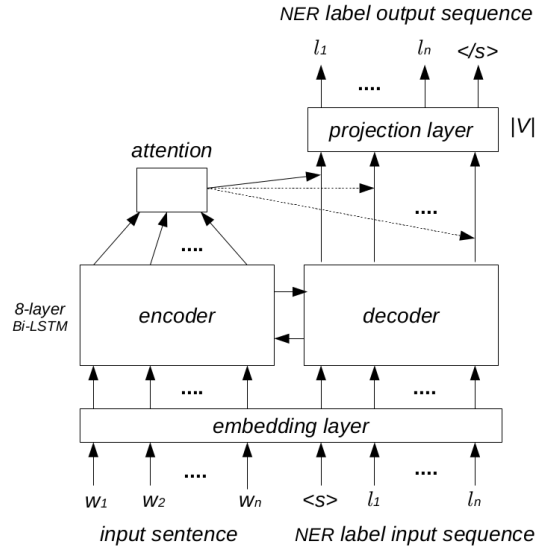 NER label output sequence
l1 .... ln </s>
projection layer |V|
attention
....
....
8-layer
Bi-LSTM
encoder
decoder
.... ....
embedding layer
w1 w2 .... wn <s> l1 .... ln
input sentence NER label input sequence